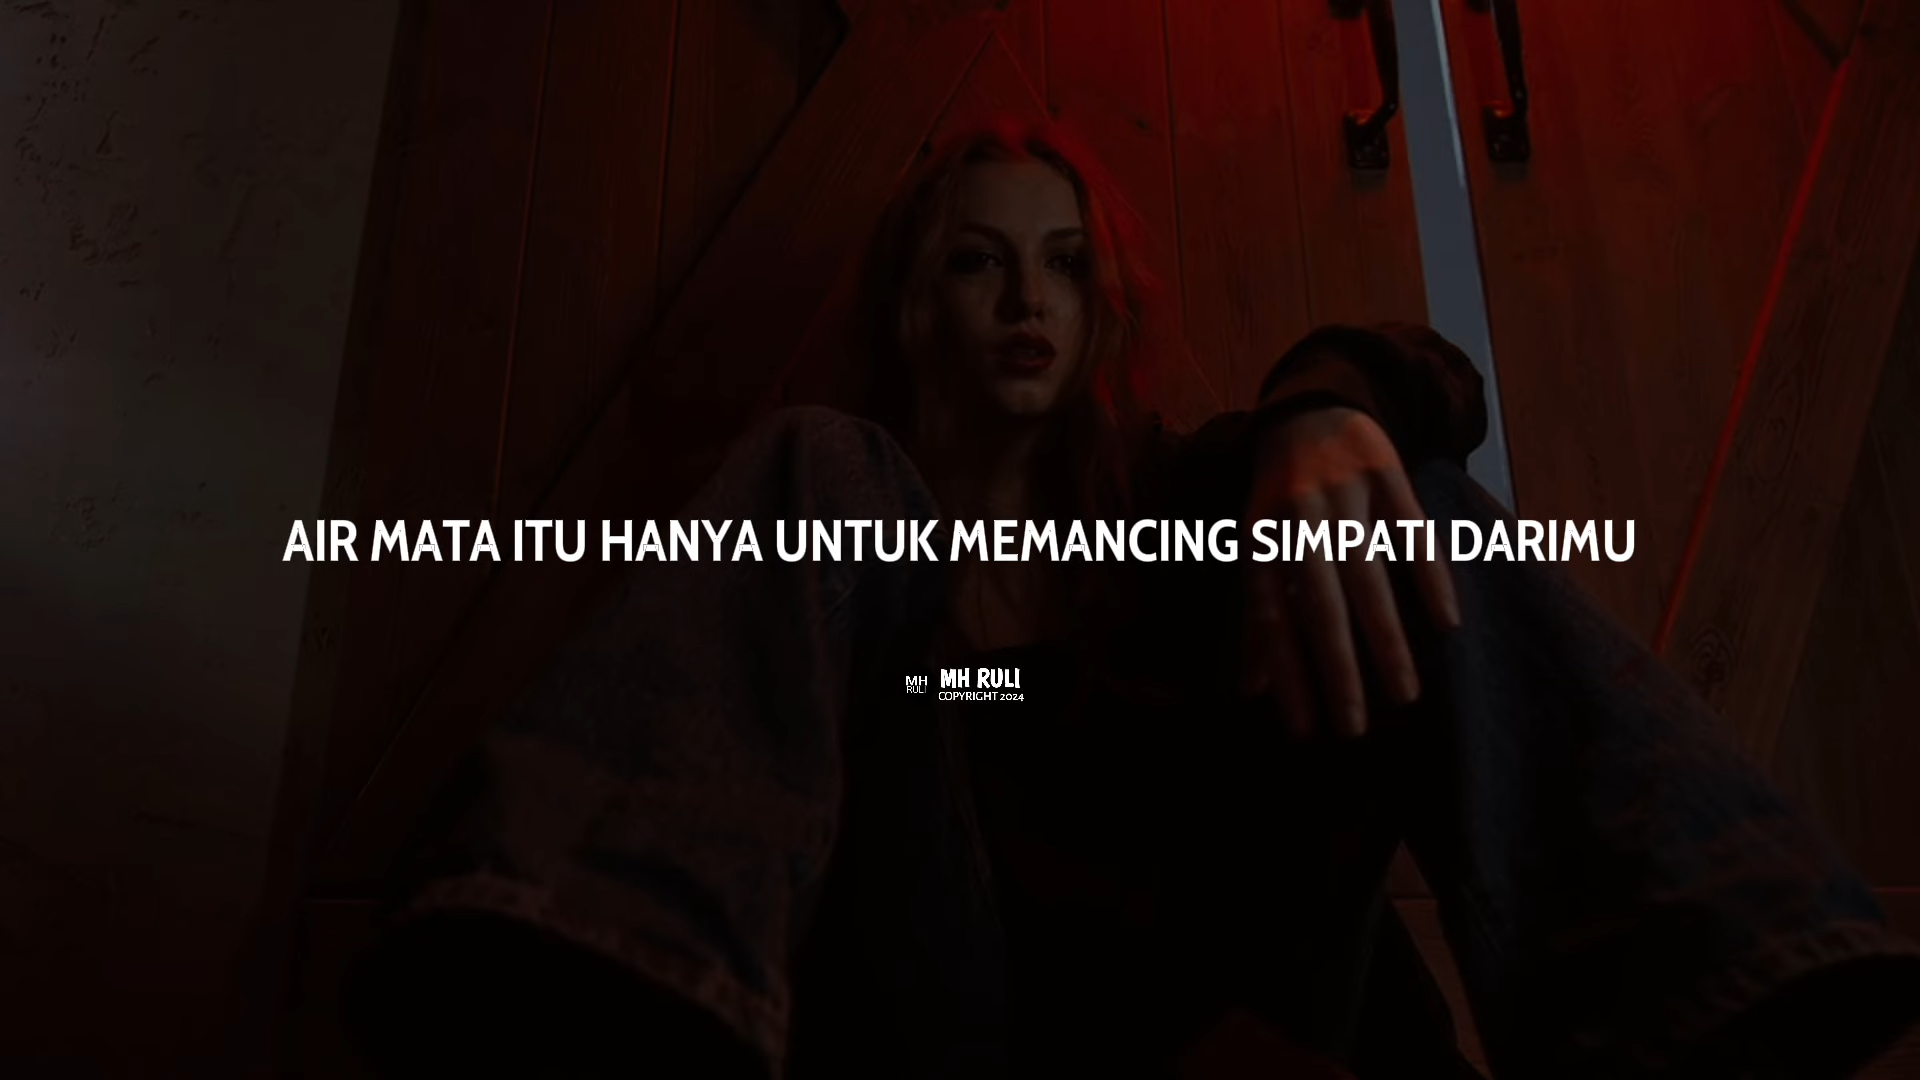 AIR MATA ITU HANYA UNTUK MEMANCING SIMPATI DARIMU
MH
RULI
MH RULI
COPYRIGHT 2024